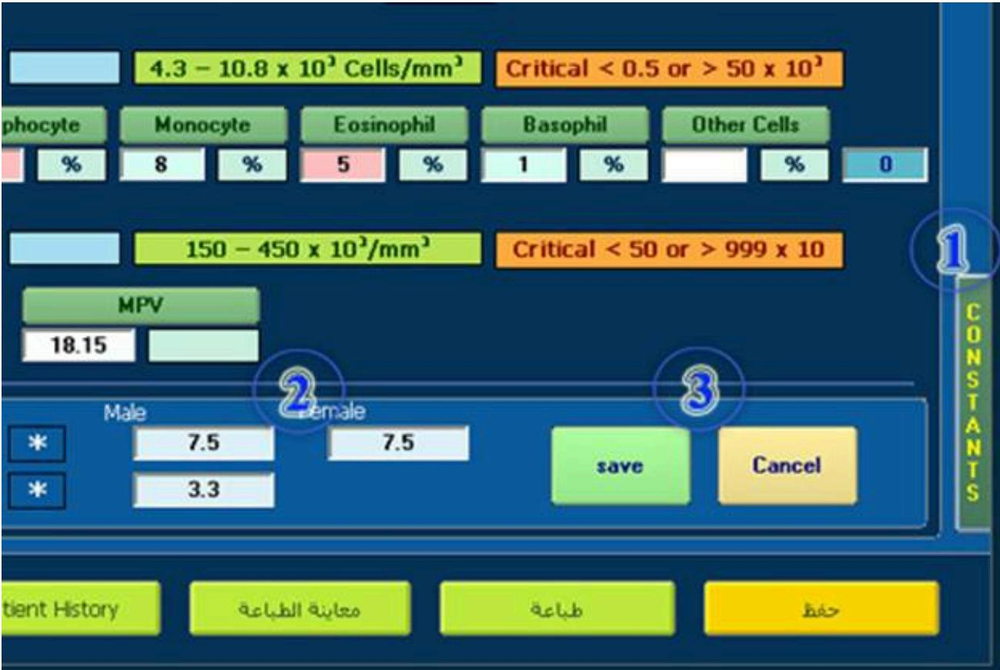 4.3 – 10.8 x 10³ Cells/mm³ Critical < 0.5 or > 50 x 10³
phocyte Monocyte Eosinophil Basophil Other Cells
% 8 % 5 % 1 % % 0
150 – 450 x 10³/mm³ Critical < 50 or > 999 x 10
1
MPV
18.15
CONSTANTS
2 3
Male Female
* 7.5 7.5
save Cancel
* 3.3
tient History معاينة الطباعة طباعة حفظ